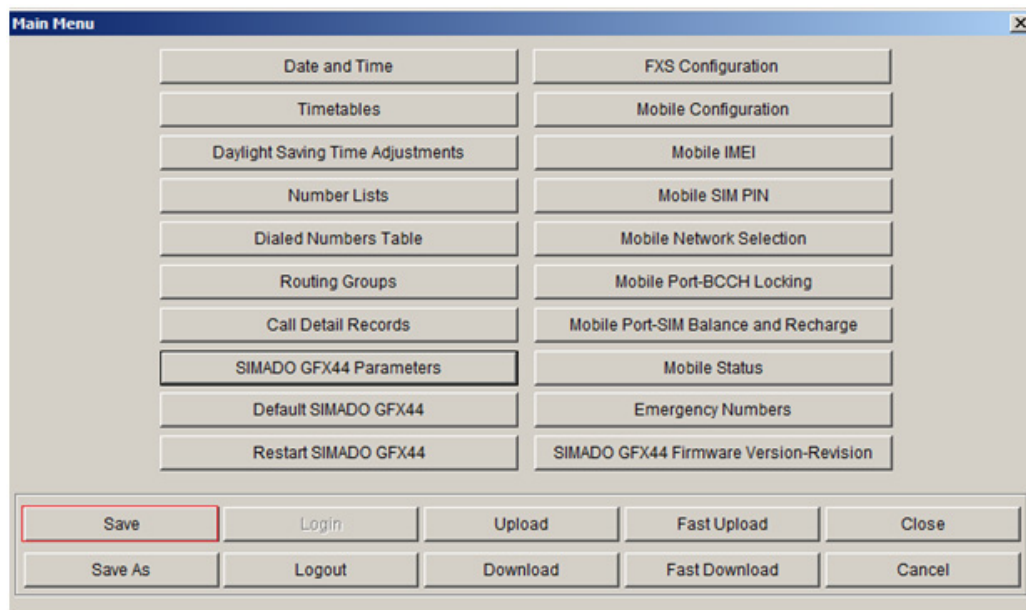 Main Menu
Date and Time
FXS Configuration
Timetables
Mobile Configuration
Daylight Saving Time Adjustments
Mobile IMEI
Number Lists
Mobile SIM PIN
Dialed Numbers Table
Mobile Network Selection
Routing Groups
Mobile Port-BCCH Locking
Call Detail Records
Mobile Port-SIM Balance and Recharge
SIMADO GFX44 Parameters
Mobile Status
Default SIMADO GFX44
Emergency Numbers
Restart SIMADO GFX44
SIMADO GFX44 Firmware Version-Revision
Save
Login
Upload
Fast Upload
Close
Save As
Logout
Download
Fast Download
Cancel